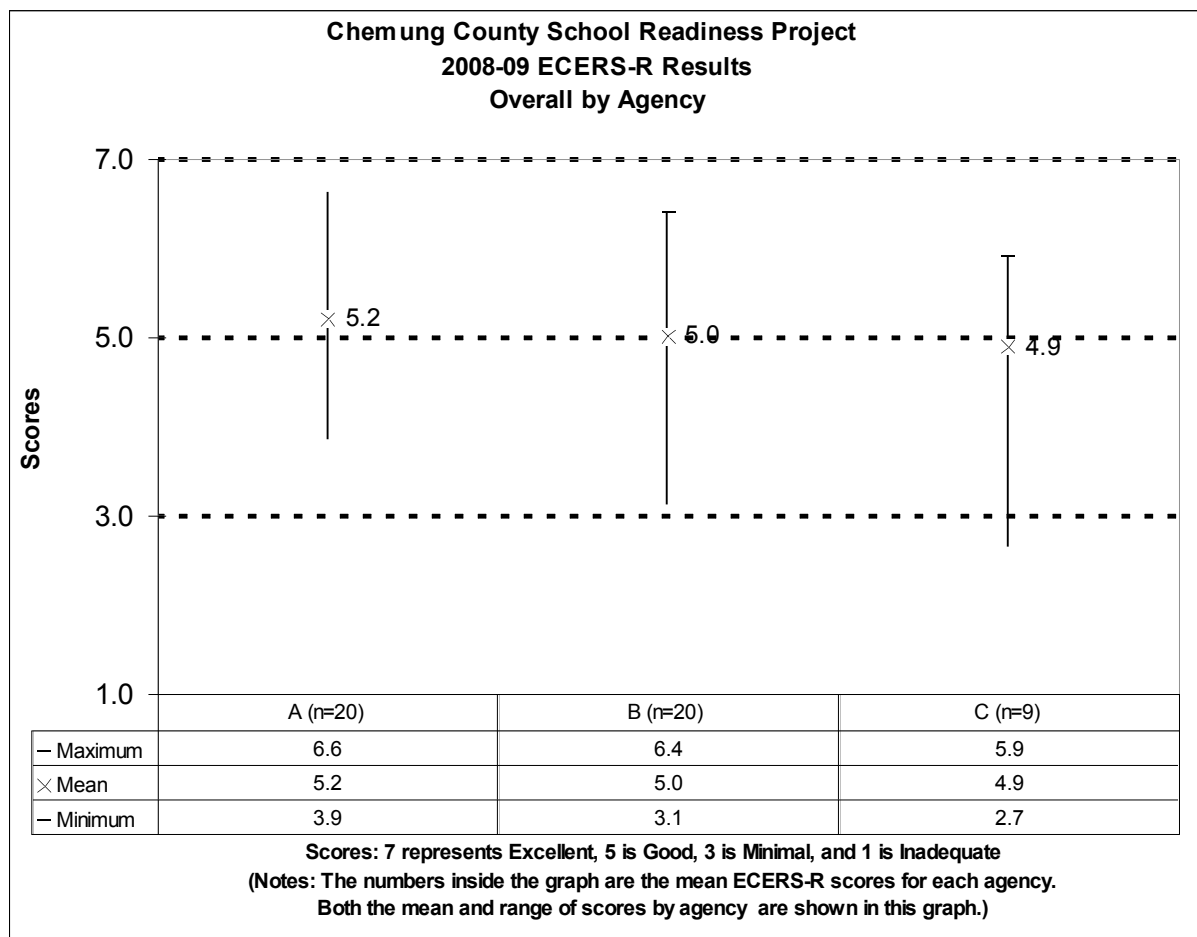 Chemung County School Readiness Project
2008-09 ECERS-R Results
Overall by Agency
7.0
5.2
5.0
5.0
4.9
Scores
3.0
1.0
A (n=20) B (n=20) C (n=9)
Maximum 6.6 6.4 5.9
Mean 5.2 5.0 4.9
Minimum 3.9 3.1 2.7
Scores: 7 represents Excellent, 5 is Good, 3 is Minimal, and 1 is Inadequate
(Notes: The numbers inside the graph are the mean ECERS-R scores for each agency.
Both the mean and range of scores by agency are shown in this graph.)